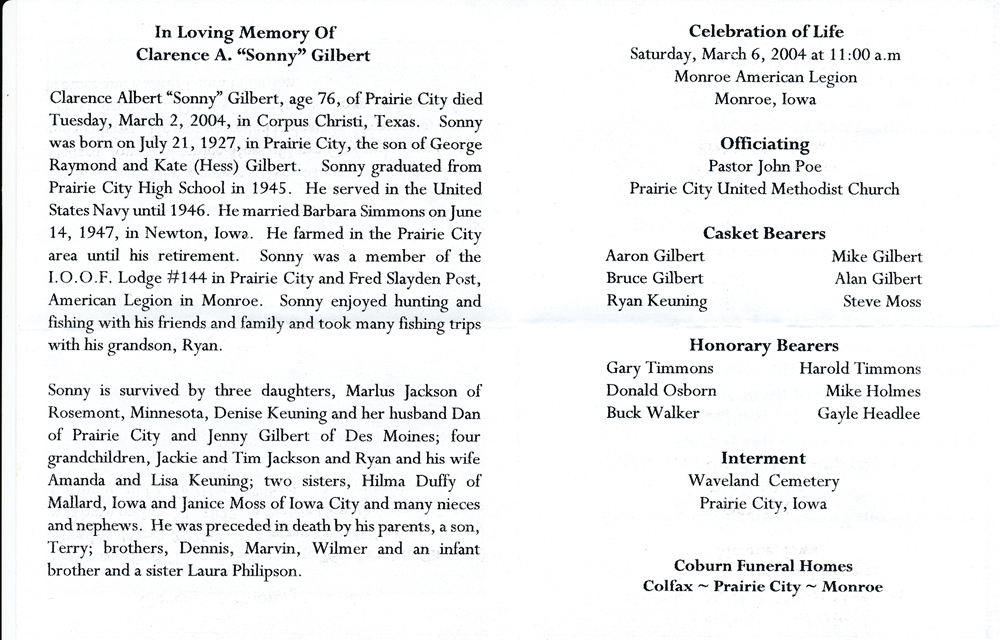 In Loving Memory Of
Clarence A. “Sonny” Gilbert
Clarence Albert “Sonny” Gilbert, age 76, of Prairie City died
Tuesday, March 2, 2004, in Corpus Christi, Texas. Sonny
was born on July 21, 1927, in Prairie City, the son of George
Raymond and Kate (Hess) Gilbert. Sonny graduated from
Prairie City High School in 1945. He served in the United
States Navy until 1946. He married Barbara Simmons on June
14, 1947, in Newton, Iowa. He farmed in the Prairie City
area until his retirement. Sonny was a member of the
I.O.O.F. Lodge #144 in Prairie City and Fred Slayden Post,
American Legion in Monroe. Sonny enjoyed hunting and
fishing with his friends and family and took many fishing trips
with his grandson, Ryan.
Sonny is survived by three daughters, Marlus Jackson of
Rosemont, Minnesota, Denise Keuning and her husband Dan
of Prairie City and Jenny Gilbert of Des Moines; four
grandchildren, Jackie and Tim Jackson and Ryan and his wife
Amanda and Lisa Keuning; two sisters, Hilma Duffy of
Mallard, Iowa and Janice Moss of Iowa City and many nieces
and nephews. He was preceded in death by his parents, a son,
Terry; brothers, Dennis, Marvin, Wilmer and an infant
brother and a sister Laura Philipson.
Celebration of Life
Saturday, March 6, 2004 at 11:00 a.m
Monroe American Legion
Monroe, Iowa
Officiating
Pastor John Poe
Prairie City United Methodist Church
Casket Bearers
Aaron Gilbert Mike Gilbert
Bruce Gilbert Alan Gilbert
Ryan Keuning Steve Moss
Honorary Bearers
Gary Timmons Harold Timmons
Donald Osborn Mike Holmes
Buck Walker Gayle Headlee
Interment
Waveland Cemetery
Prairie City, Iowa
Coburn Funeral Homes
Colfax ~ Prairie City ~ Monroe